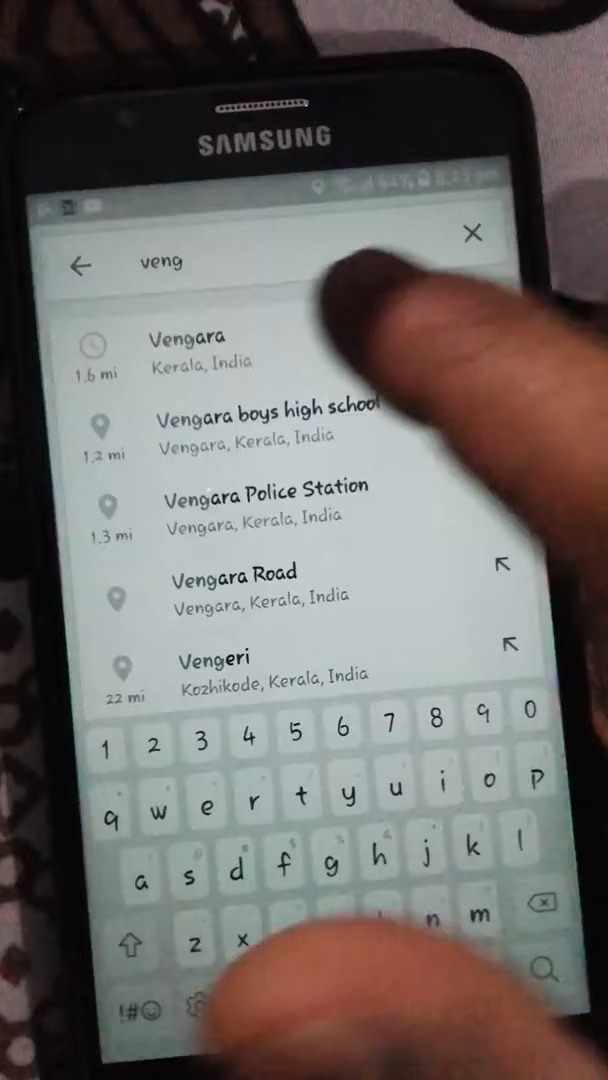 SAMSUNG
veng
Vengara
Kerala, India
1.6 mi
Vengara boys high school
Vengara, Kerala, India
1.2 mi
Vengara Police Station
Vengara, Kerala, India
1.3 mi
Vengara Road
Vengara, Kerala, India
Vengeri
Kozhikode, Kerala, India
22 mi
1 2 3 4 5 6 7 8 9 0
q w e r t y u i o p
a s d f g h j k l
z x n m
!#☺